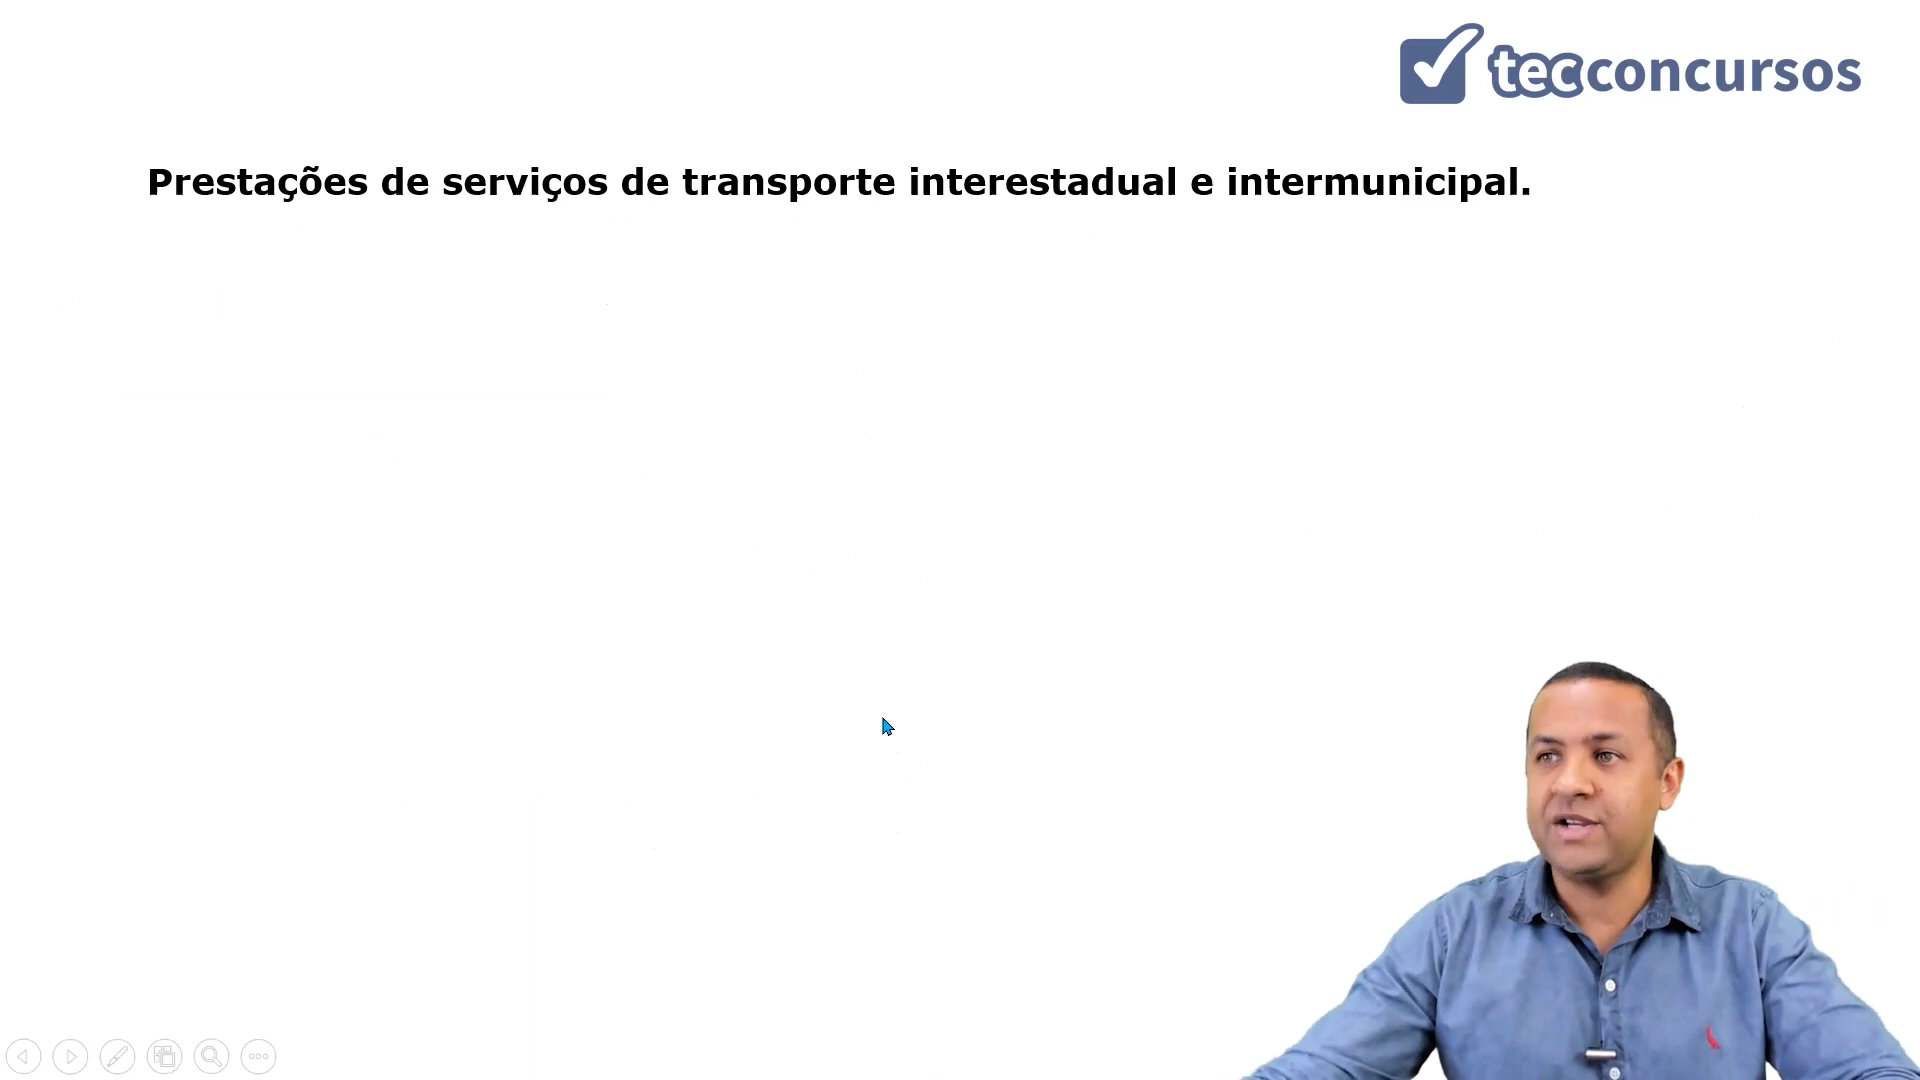 tecconcursos
Prestações de serviços de transporte interestadual e intermunicipal.